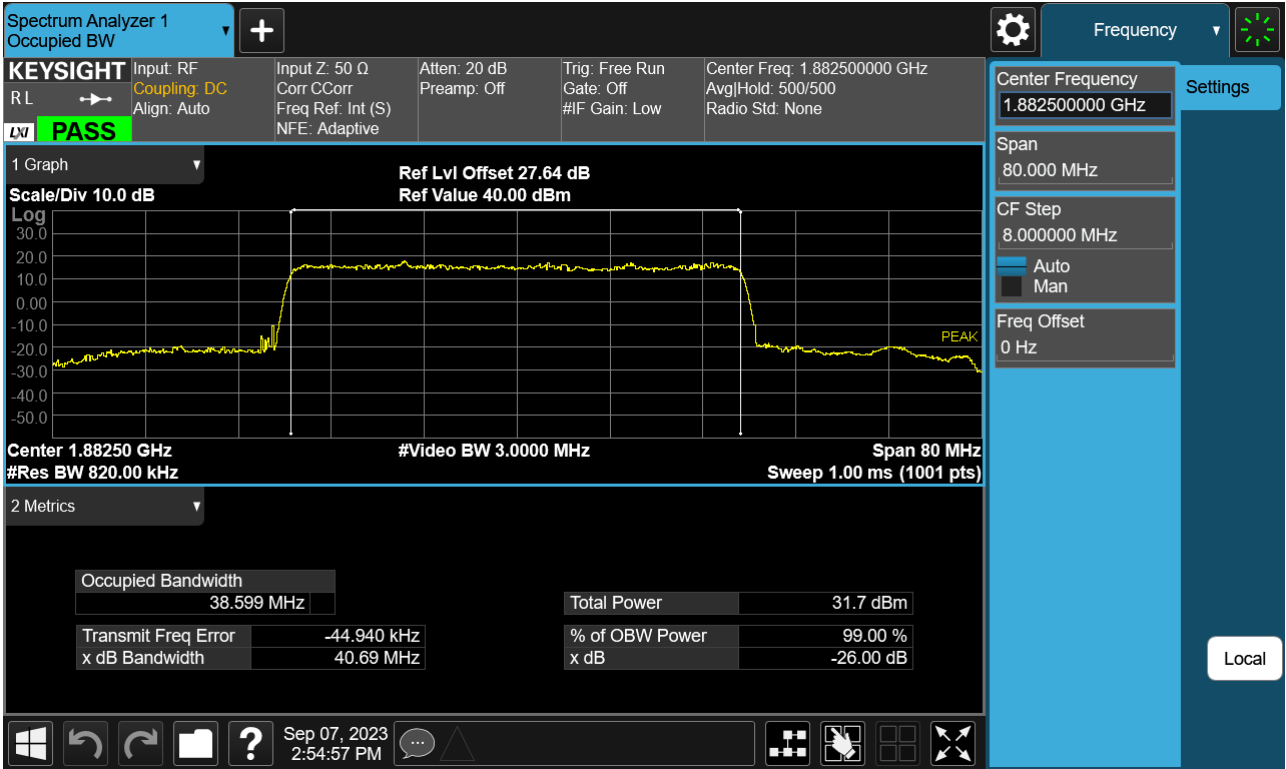 Spectrum Analyzer 1
Occupied BW
Frequency
KEYSIGHT
R L
LXI
PASS
Input: RF
Coupling: DC
Align: Auto
Input Z: 50 Ω
Corr CCorr
Freq Ref: Int (S)
NFE: Adaptive
Atten: 20 dB
Preamp: Off
Trig: Free Run
Gate: Off
#IF Gain: Low
Center Freq: 1.882500000 GHz
Avg|Hold: 500/500
Radio Std: None
Center Frequency
1.882500000 GHz
Settings
Span
80.000 MHz
CF Step
8.000000 MHz
Auto
Man
Freq Offset
0 Hz
Local
1 Graph
Scale/Div 10.0 dB
Ref Lvl Offset 27.64 dB
Ref Value 40.00 dBm
Log
30.0
20.0
10.0
0.00
-10.0
-20.0
-30.0
-40.0
-50.0
PEAK
Center 1.88250 GHz
#Video BW 3.0000 MHz
Span 80 MHz
#Res BW 820.00 kHz
Sweep 1.00 ms (1001 pts)
2 Metrics
Occupied Bandwidth
38.599 MHz
Total Power 31.7 dBm
Transmit Freq Error -44.940 kHz
% of OBW Power 99.00 %
x dB Bandwidth 40.69 MHz
x dB -26.00 dB
?
Sep 07, 2023
2:54:57 PM